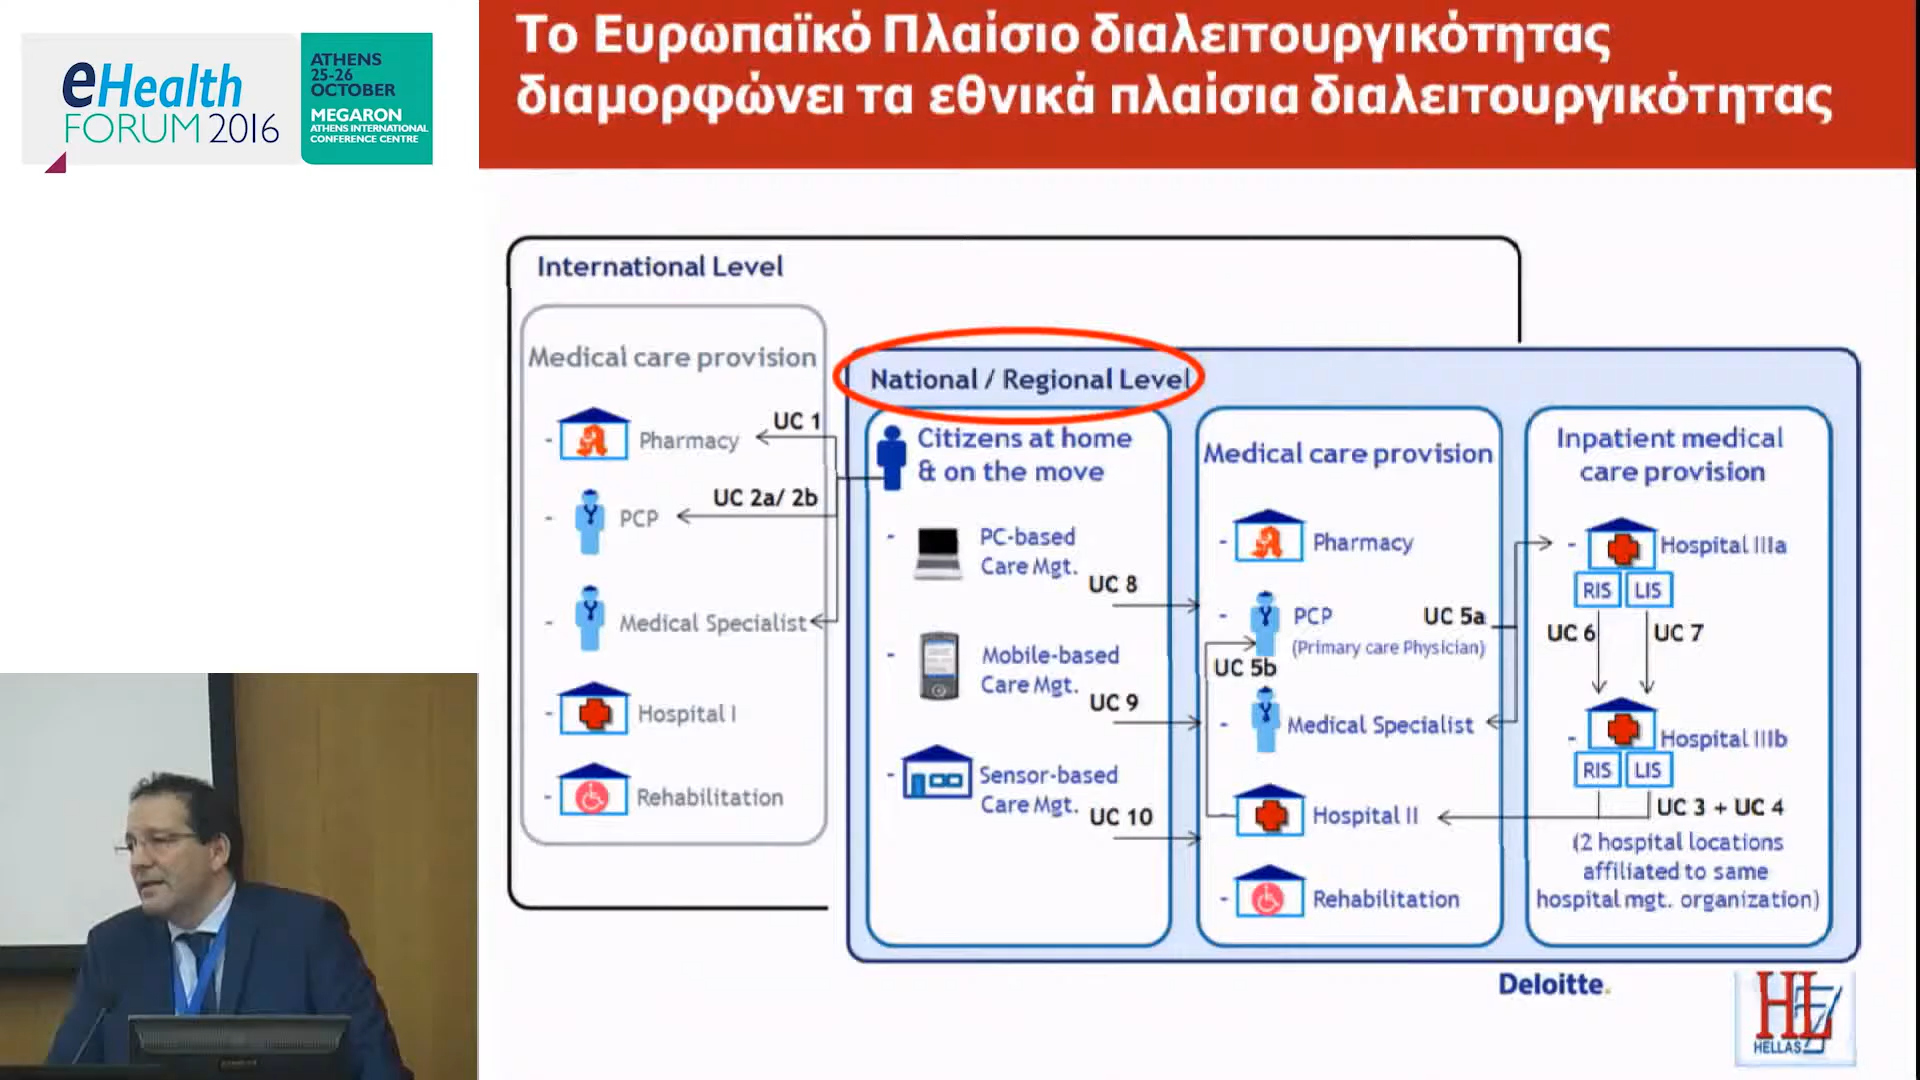 eHealth
FORUM 2016
ATHENS
25-26
OCTOBER
MEGARON
ATHENS INTERNATIONAL
CONFERENCE CENTRE
Το Ευρωπαϊκό Πλαίσιο διαλειτουργικότητας
διαμορφώνει τα εθνικά πλαίσια διαλειτουργικότητας
International Level
Medical care provision
- Pharmacy
UC 1
- PCP
UC 2a/ 2b
- Medical Specialist
- Hospital I
- Rehabilitation
National / Regional Level
Citizens at home
& on the move
- PC-based
Care Mgt.
UC 8
- Mobile-based
Care Mgt.
UC 9
- Sensor-based
Care Mgt.
UC 10
Medical care provision
- Pharmacy
- PCP
(Primary care Physician)
UC 5a
UC 5b
- Medical Specialist
- Hospital II
- Rehabilitation
Inpatient medical
care provision
- Hospital IIIa
RIS LIS
UC 6 UC 7
- Hospital IIIb
RIS LIS
UC 3 + UC 4
(2 hospital locations
affiliated to same
hospital mgt. organization)
Deloitte.
HL7
HELLAS